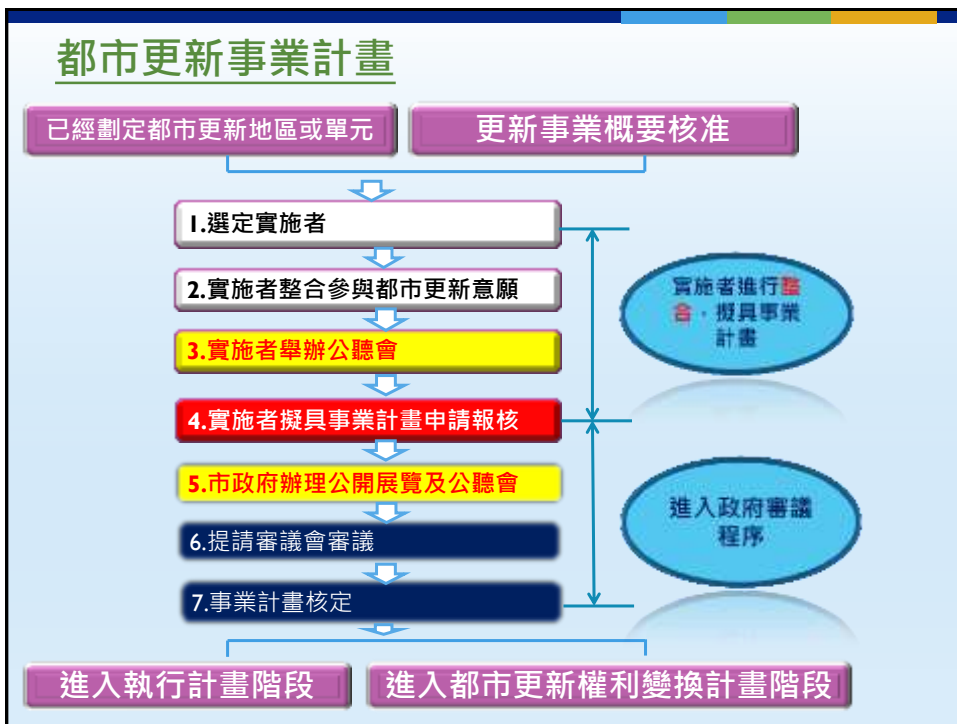 都市更新事業計畫
已經劃定都市更新地區或單元
更新事業概要核准
1.選定實施者
2.實施者整合參與都市更新意願
3.實施者舉辦公聽會
4.實施者擬具事業計畫申請報核
5.市政府辦理公開展覽及公聽會
6.提請審議會審議
7.事業計畫核定
實施者進行整
合，擬具事業
計畫
進入政府審議
程序
進入執行計畫階段
進入都市更新權利變換計畫階段